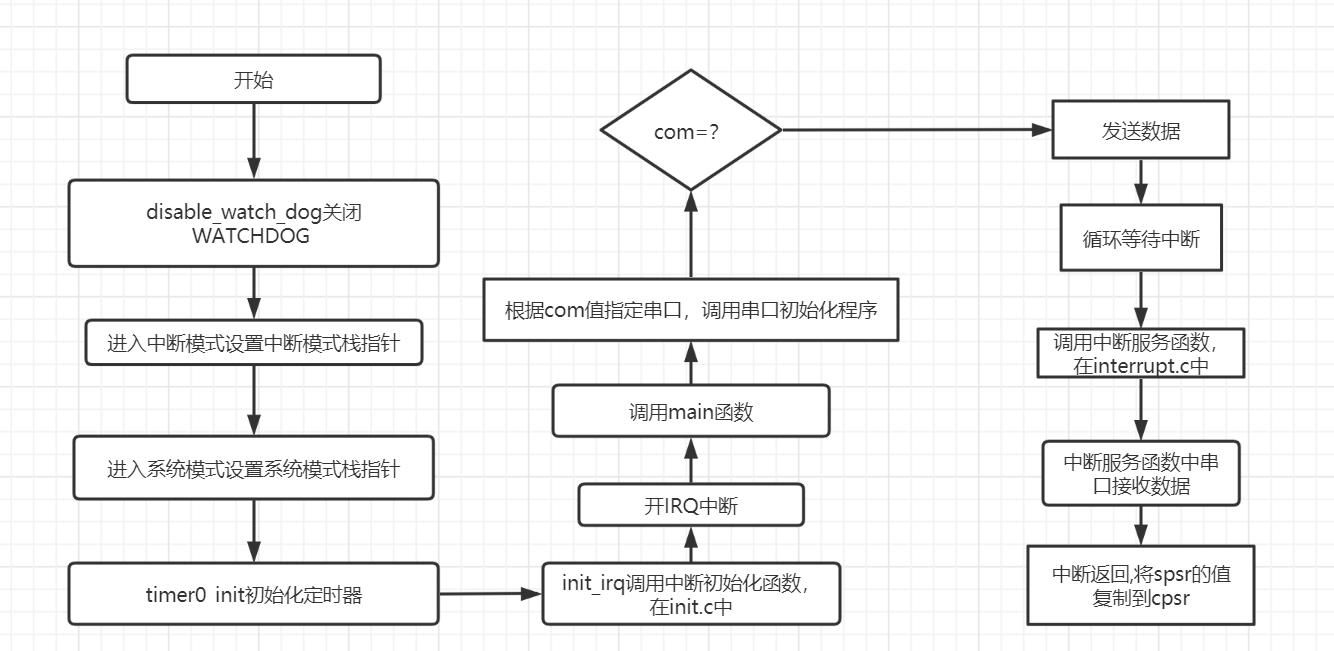 开始
disable_watch_dog关闭
WATCHDOG
进入中断模式设置中断模式栈指针
进入系统模式设置系统模式栈指针
timer0 init初始化定时器
init_irq调用中断初始化函数，
在init.c中
开IRQ中断
调用main函数
根据com值指定串口，调用串口初始化程序
com=？
发送数据
循环等待中断
调用中断服务函数，
在interrupt.c中
中断服务函数中串
口接收数据
中断返回,将spsr的值
复制到cpsr